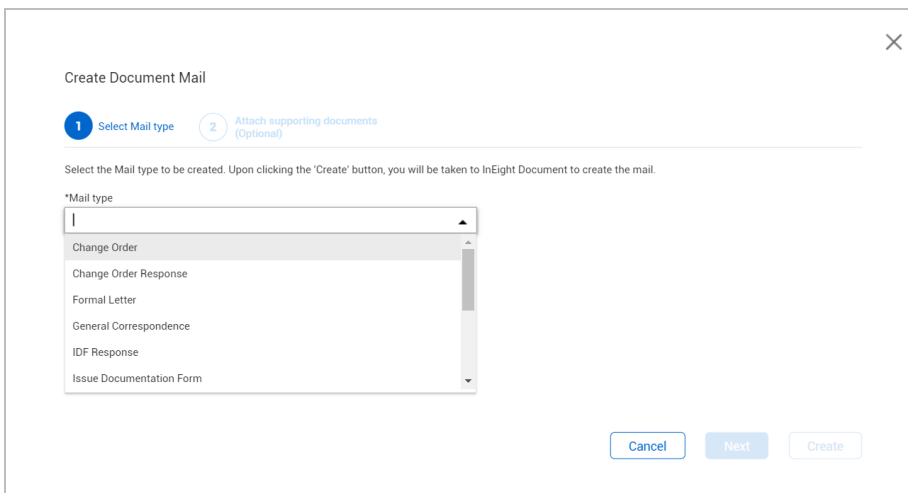 Create Document Mail
1 Select Mail type 2 Attach supporting documents
(Optional)
Select the Mail type to be created. Upon clicking the 'Create' button, you will be taken to InEight Document to create the mail.
*Mail type
Change Order
Change Order Response
Formal Letter
General Correspondence
IDF Response
Issue Documentation Form
Cancel Next Create